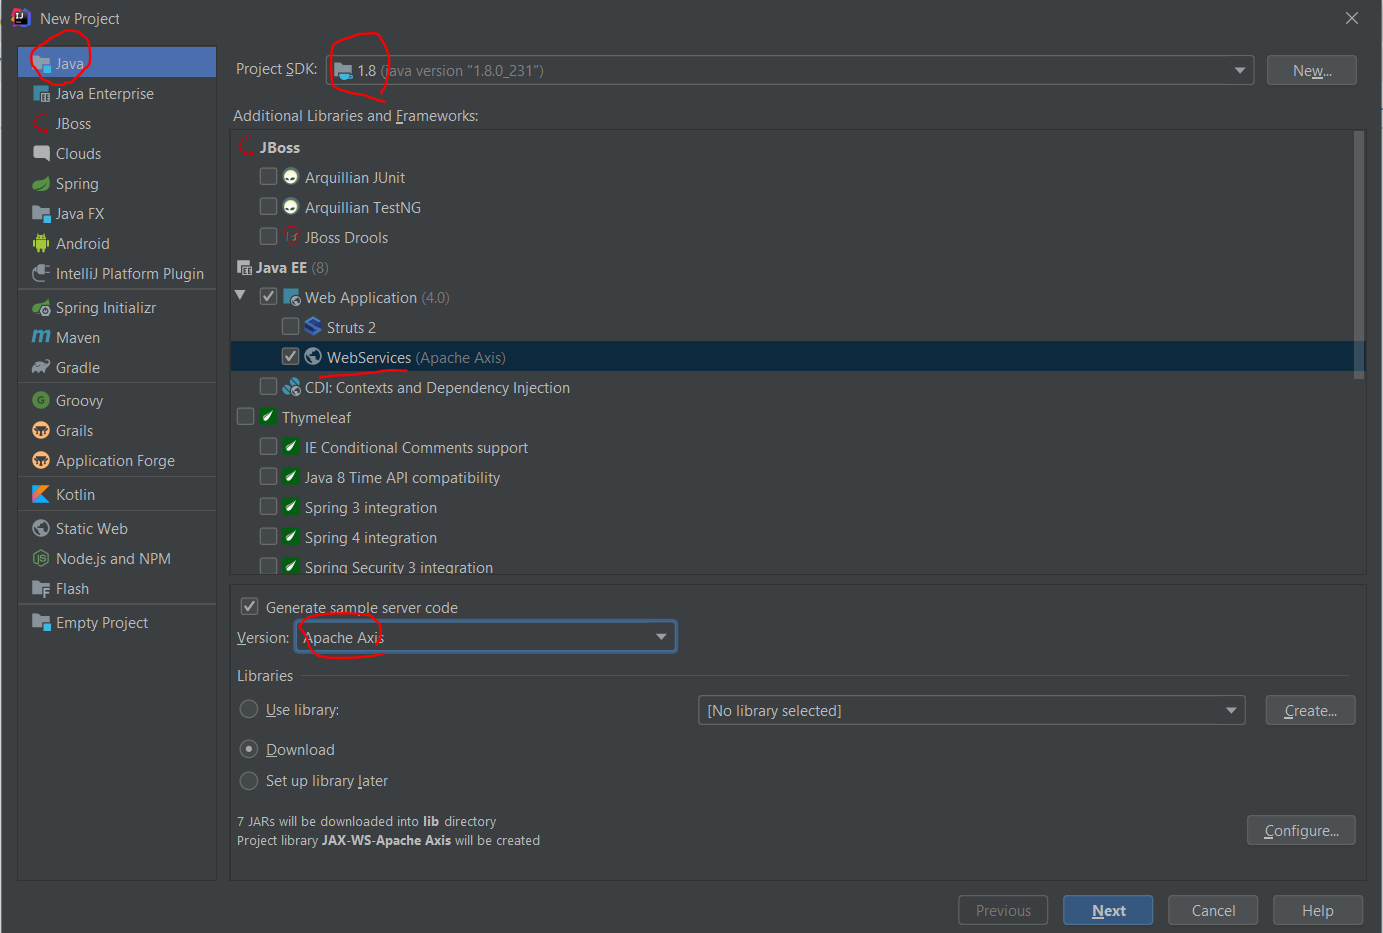 New Project
Java
Java Enterprise
JBoss
Clouds
Spring
Java FX
Android
IntelliJ Platform Plugin
Spring Initializr
Maven
Gradle
Groovy
Grails
Application Forge
Kotlin
Static Web
Node.js and NPM
Flash
Empty Project
Project SDK: 1.8 (java version "1.8.0_231") New...
Additional Libraries and Frameworks:
JBoss
Arquillian JUnit
Arquillian TestNG
JBoss Drools
Java EE (8)
Web Application (4.0)
Struts 2
WebServices (Apache Axis)
CDI: Contexts and Dependency Injection
Thymeleaf
IE Conditional Comments support
Java 8 Time API compatibility
Spring 3 integration
Spring 4 integration
Spring Security 3 integration
Generate sample server code
Version: Apache Axis
Libraries
Use library: [No library selected] Create...
Download
Set up library later
7 JARs will be downloaded into lib directory
Project library JAX-WS-Apache Axis will be created
Configure...
Previous Next Cancel Help